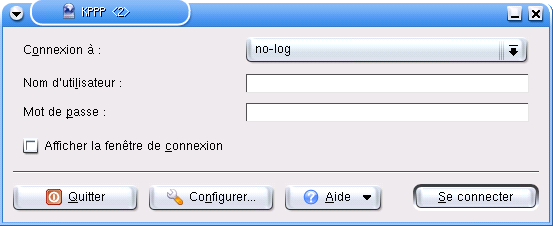 KPPP <2>
Connexion à :
no-log
Nom d'utilisateur :
Mot de passe :
Afficher la fenêtre de connexion
Quitter
Configurer...
Aide
Se connecter